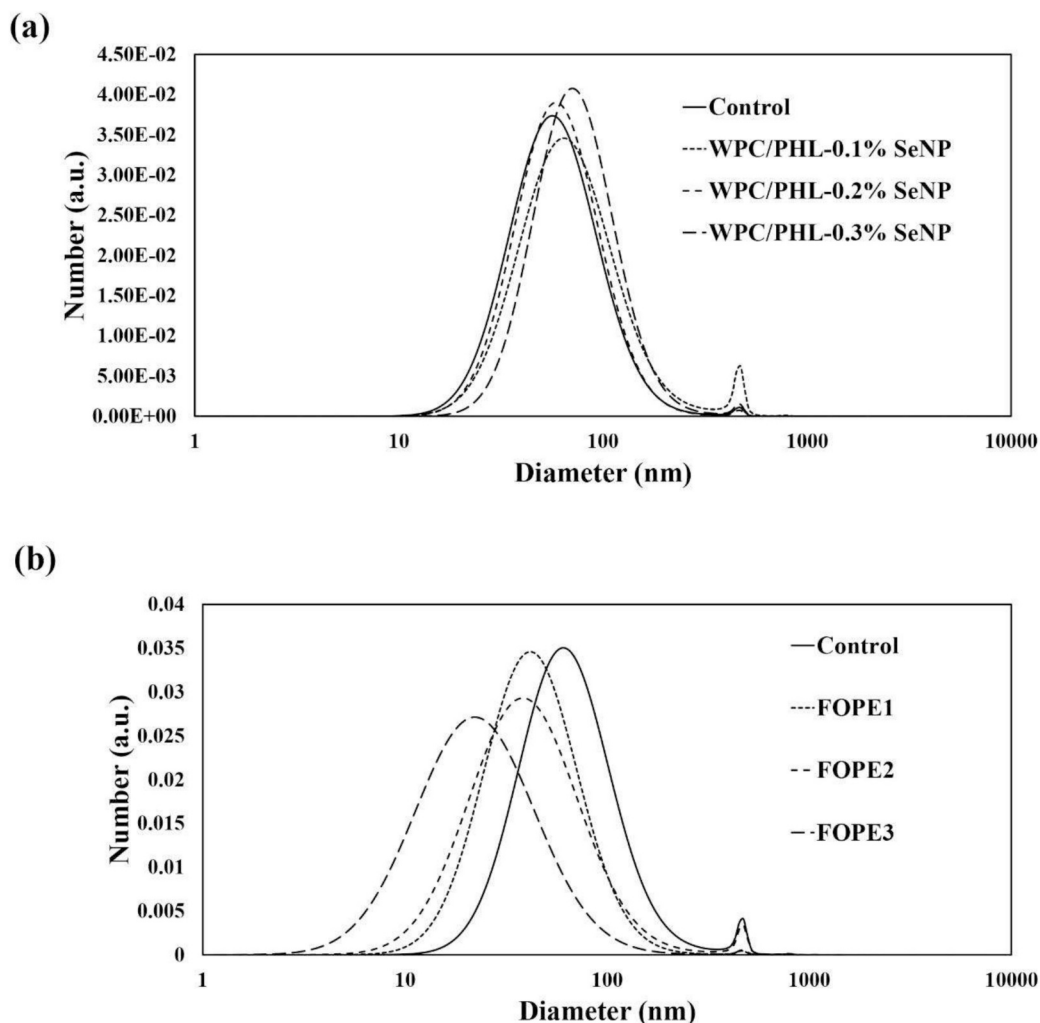 (a)
Number (a.u.)
4.50E-02
4.00E-02
3.50E-02
3.00E-02
2.50E-02
2.00E-02
1.50E-02
1.00E-02
5.00E-03
0.00E+00
Control
WPC/PHL-0.1% SeNP
WPC/PHL-0.2% SeNP
WPC/PHL-0.3% SeNP
1 10 100 1000 10000
Diameter (nm)
(b)
Number (a.u.)
0.04
0.035
0.03
0.025
0.02
0.015
0.01
0.005
0
Control
FOPE1
FOPE2
FOPE3
1 10 100 1000 10000
Diameter (nm)